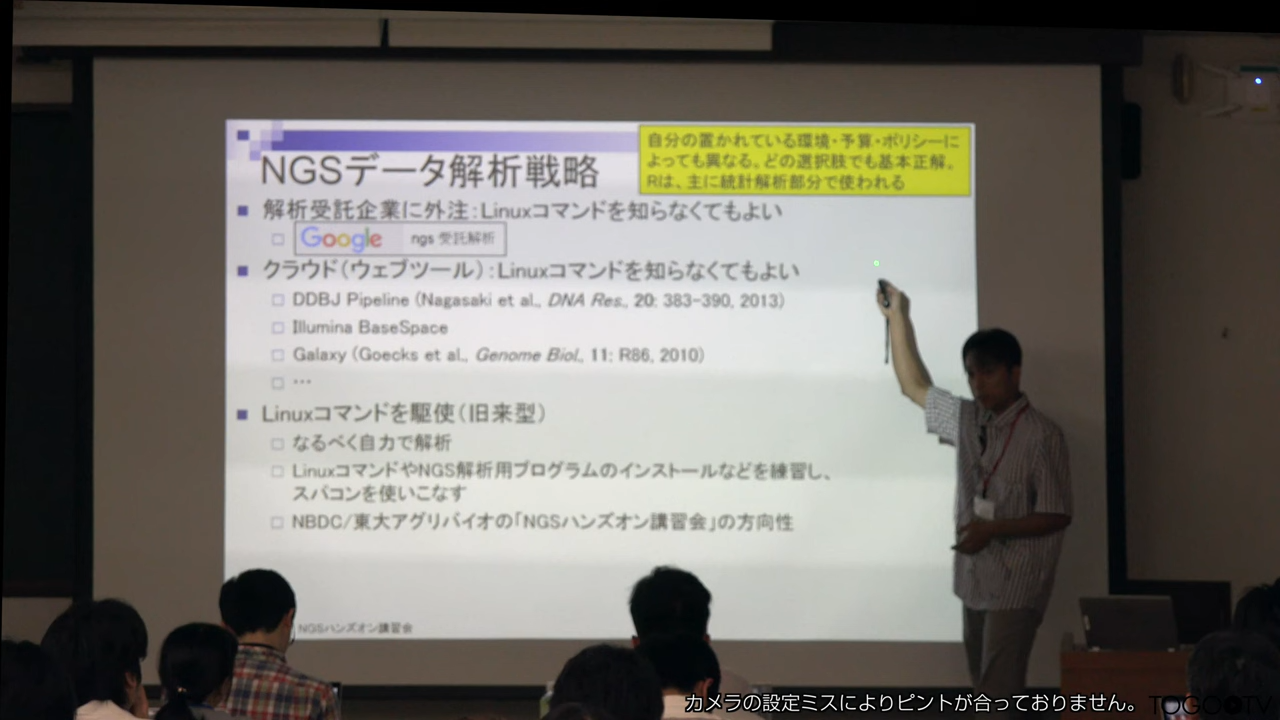 自分の置かれている環境・予算・ポリシーに
よっても異なる。どの選択肢でも基本正解。
Rは、主に統計解析部分で使われる
NGSデータ解析戦略
解析受託企業に外注：Linuxコマンドを知らなくてもよい
Google ngs 受託解析
クラウド（ウェブツール）：Linuxコマンドを知らなくてもよい
DDBJ Pipeline (Nagasaki et al., DNA Res., 20: 383-390, 2013)
Illumina BaseSpace
Galaxy (Goecks et al., Genome Biol., 11: R86, 2010)
…
Linuxコマンドを駆使（旧来型）
なるべく自力で解析
LinuxコマンドやNGS解析用プログラムのインストールなどを練習し、
スパコンを使いこなす
NBDC/東大アグリバイオの「NGSハンズオン講習会」の方向性
NGSハンズオン講習会
カメラの設定ミスによりピントが合っておりません。 TOGOTV